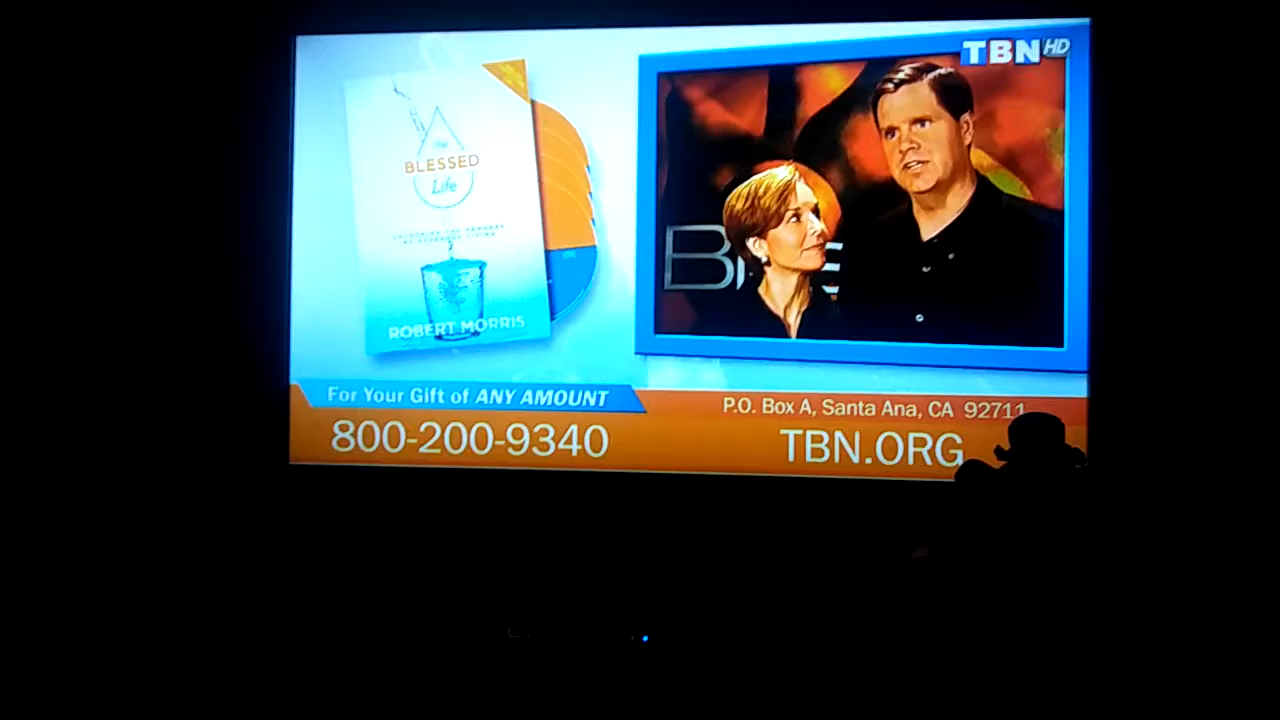 TBN HD
the
BLESSED
Life
ROBERT MORRIS
For Your Gift of ANY AMOUNT
800-200-9340
P.O. Box A, Santa Ana, CA 92711
TBN.ORG